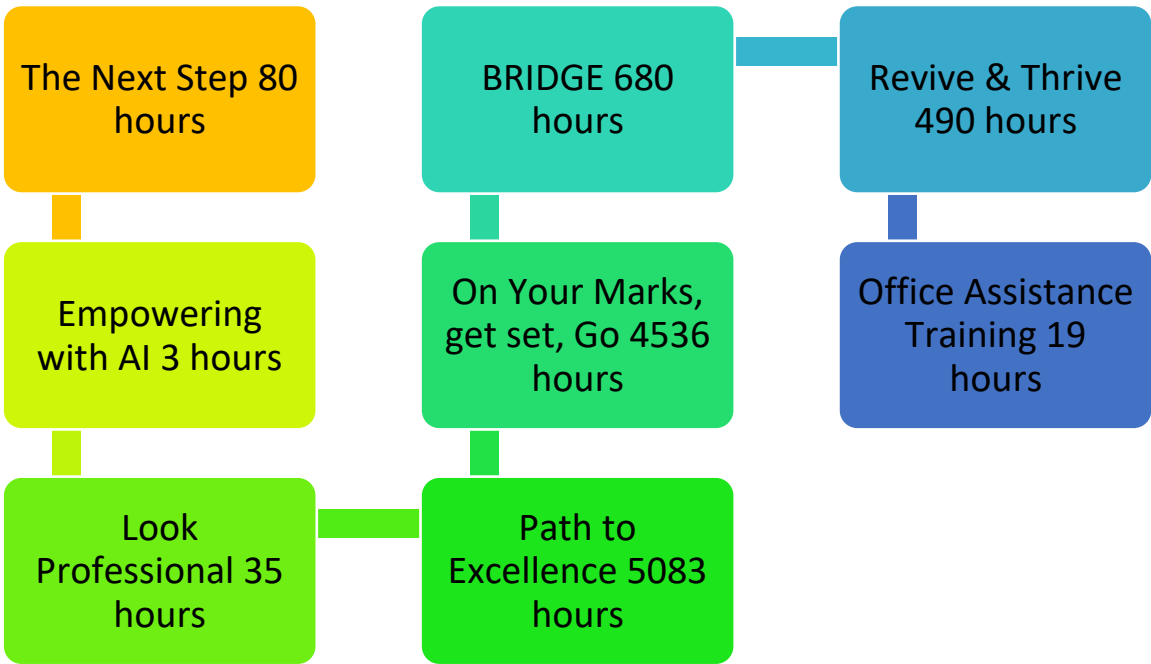 The Next Step 80
hours
Empowering
with AI 3 hours
Look
Professional 35
hours
Path to
Excellence 5083
hours
On Your Marks,
get set, Go 4536
hours
BRIDGE 680
hours
Revive & Thrive
490 hours
Office Assistance
Training 19
hours